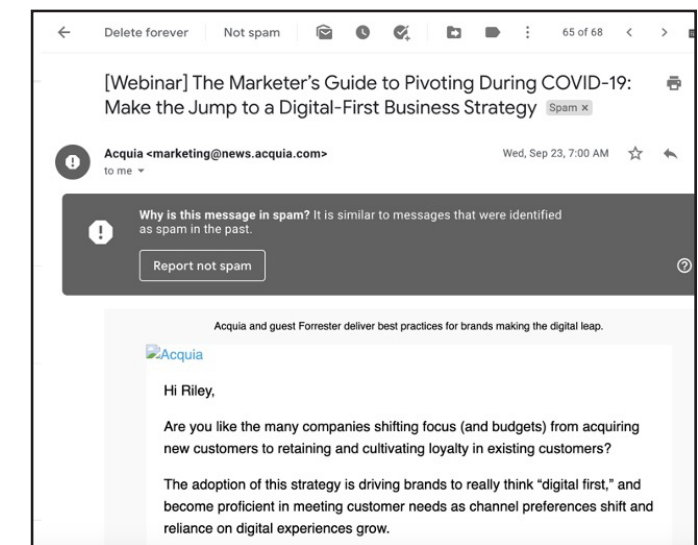 Delete forever Not spam 65 of 68
[Webinar] The Marketer's Guide to Pivoting During COVID-19:
Make the Jump to a Digital-First Business Strategy Spam ×
Acquia <marketing@news.acquia.com> Wed, Sep 23, 7:00 AM
to me
Why is this message in spam? It is similar to messages that were identified
as spam in the past.
Report not spam
Acquia and guest Forrester deliver best practices for brands making the digital leap.
Acquia
Hi Riley,
Are you like the many companies shifting focus (and budgets) from acquiring
new customers to retaining and cultivating loyalty in existing customers?
The adoption of this strategy is driving brands to really think “digital first,” and
become proficient in meeting customer needs as channel preferences shift and
reliance on digital experiences grow.